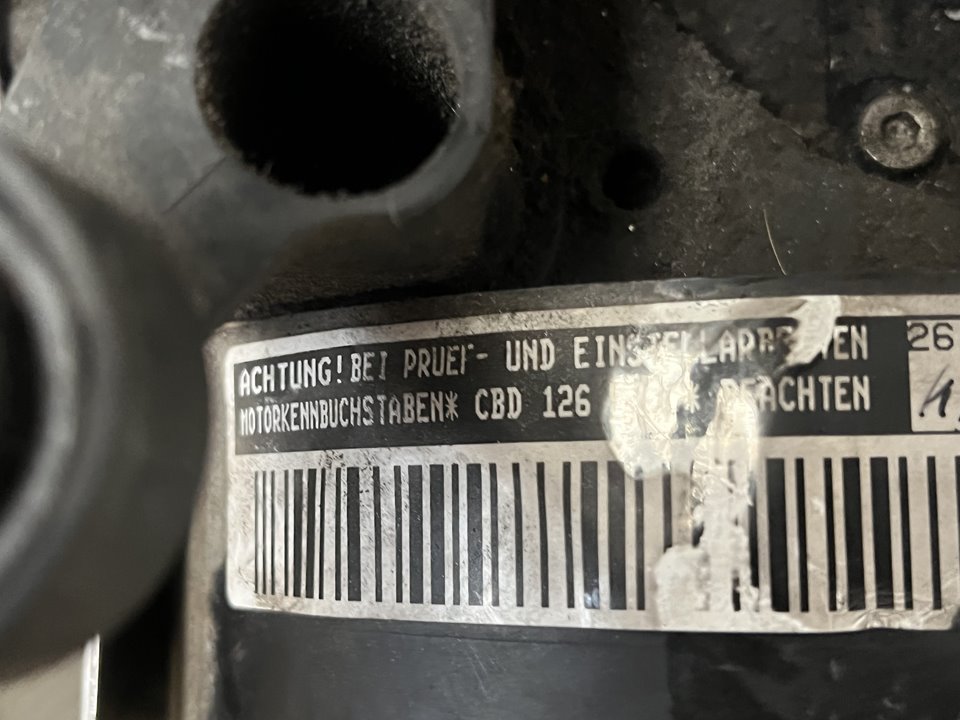 ACHTUNG! BEI PRUEF- UND EINSTELLARBEITEN 26
MOTORKENNBUCHSTABEN* CBD 126 * BEACHTEN